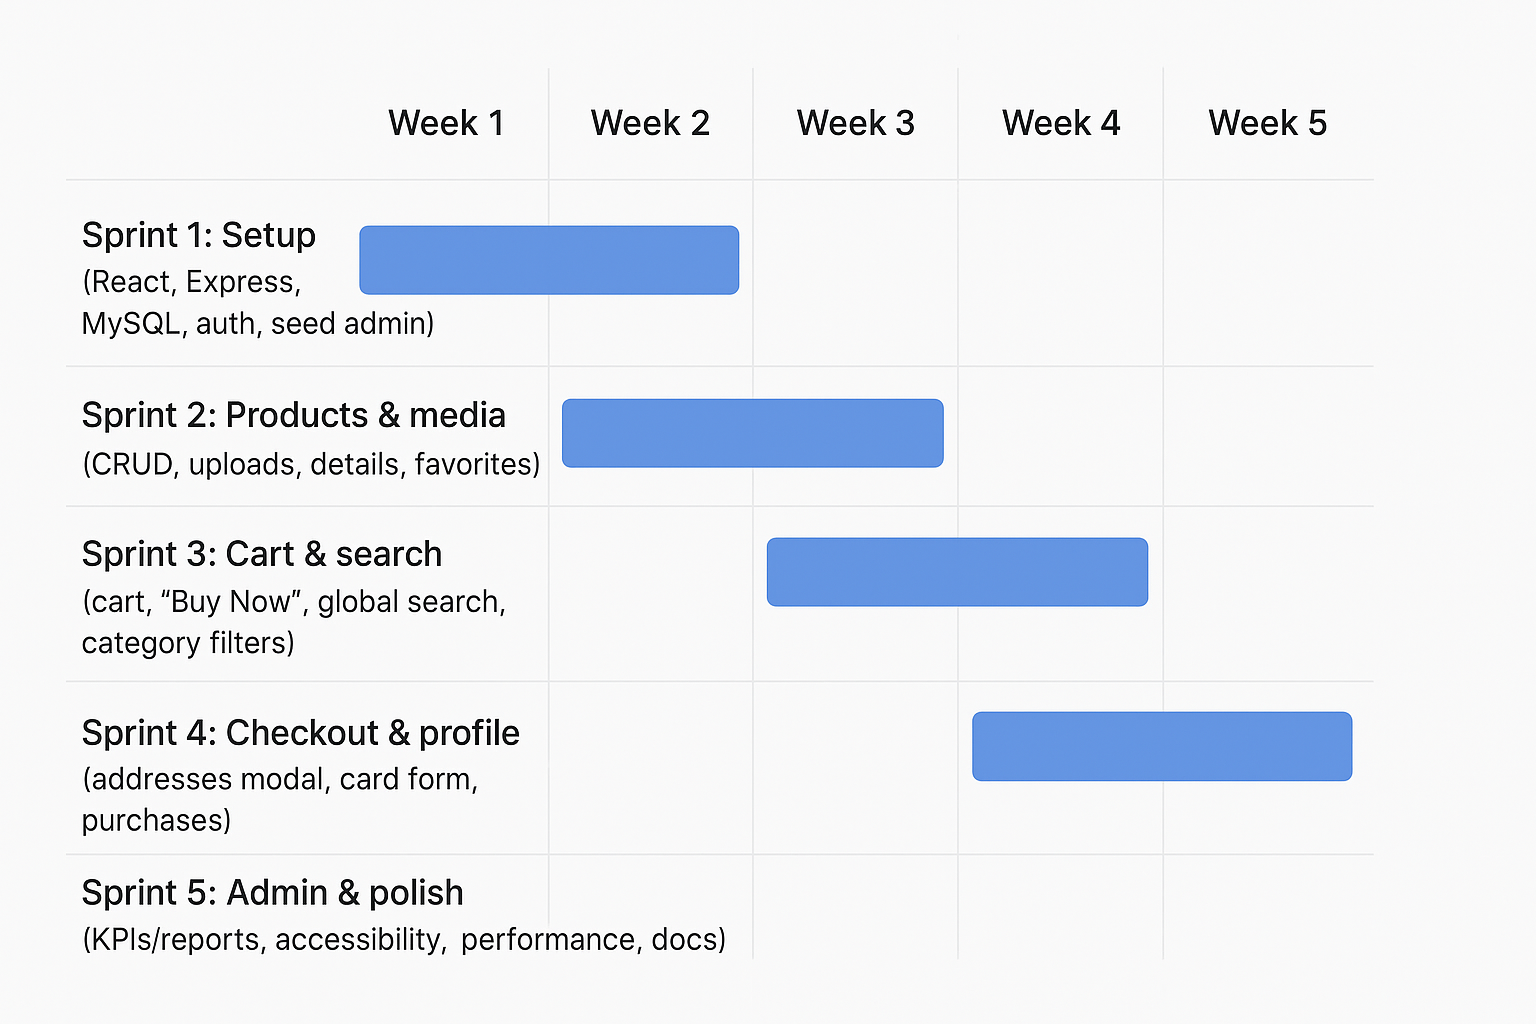 Week 1 Week 2 Week 3 Week 4 Week 5
Sprint 1: Setup
(React, Express,
MySQL, auth, seed admin)
Sprint 2: Products & media
(CRUD, uploads, details, favorites)
Sprint 3: Cart & search
(cart, “Buy Now”, global search,
category filters)
Sprint 4: Checkout & profile
(addresses modal, card form,
purchases)
Sprint 5: Admin & polish
(KPIs/reports, accessibility, performance, docs)